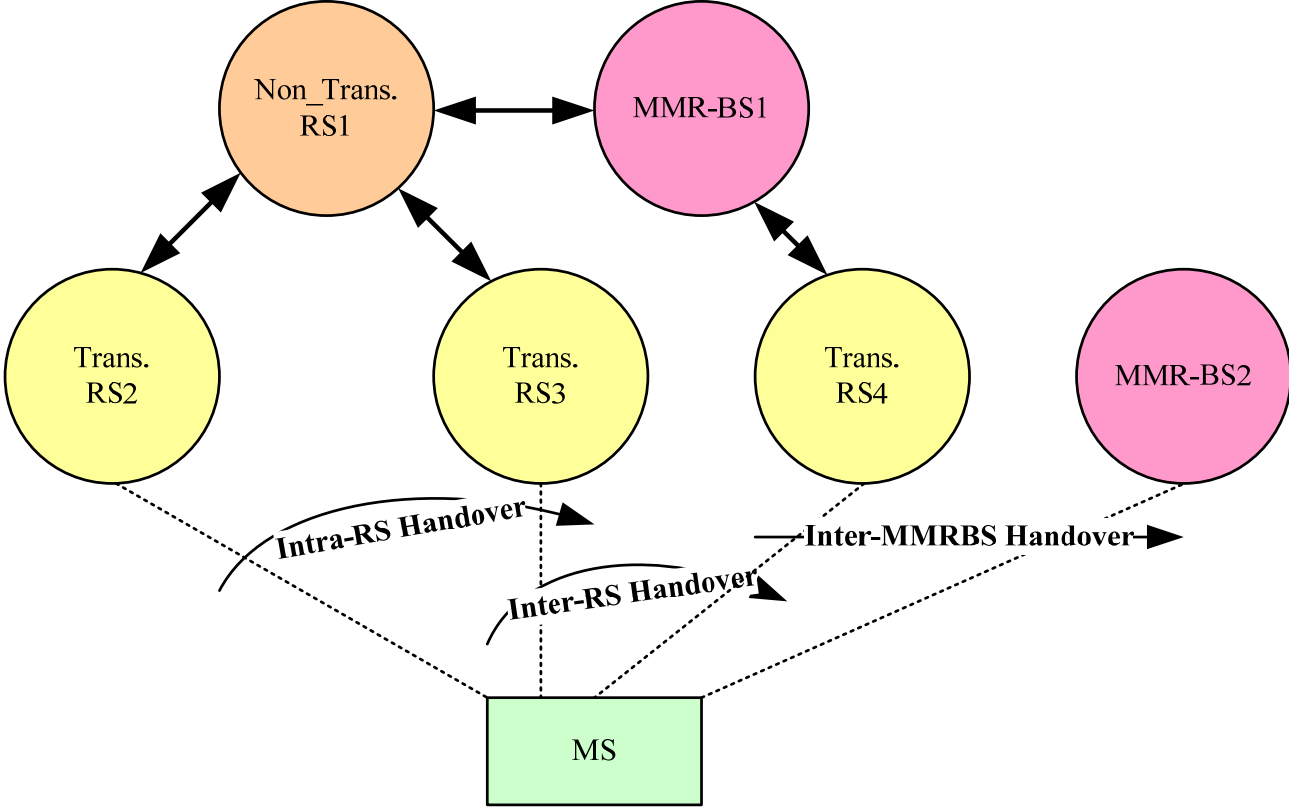 Non_Trans.
RS1
MMR-BS1
Trans.
RS2
Trans.
RS3
Trans.
RS4
MMR-BS2
Intra-RS Handover
Inter-MMRBS Handover
Inter-RS Handover
MS